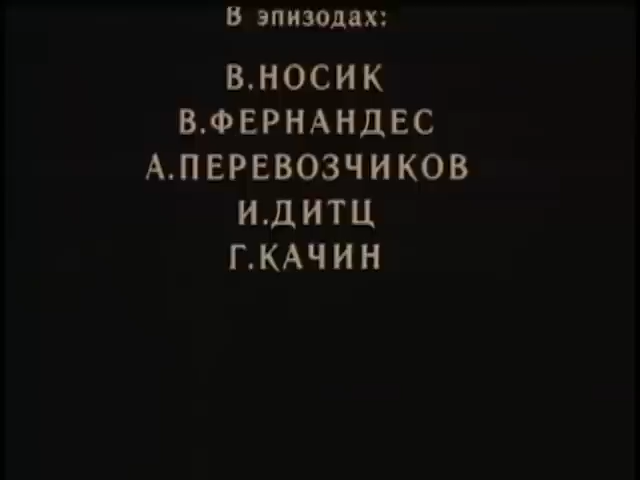 В эпизодах:
В.НОСИК
В.ФЕРНАНДЕС
А.ПЕРЕВОЗЧИКОВ
И.ДИТЦ
Г.КАЧИН